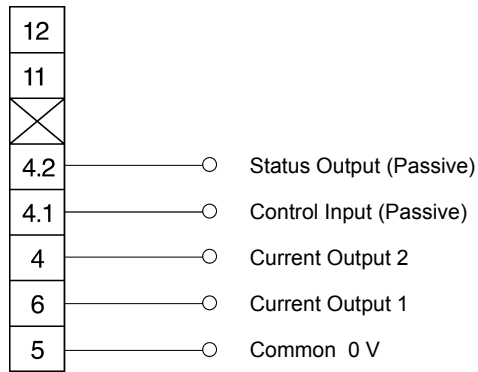 12
11
4.2 Status Output (Passive)
4.1 Control Input (Passive)
4 Current Output 2
6 Current Output 1
5 Common 0 V